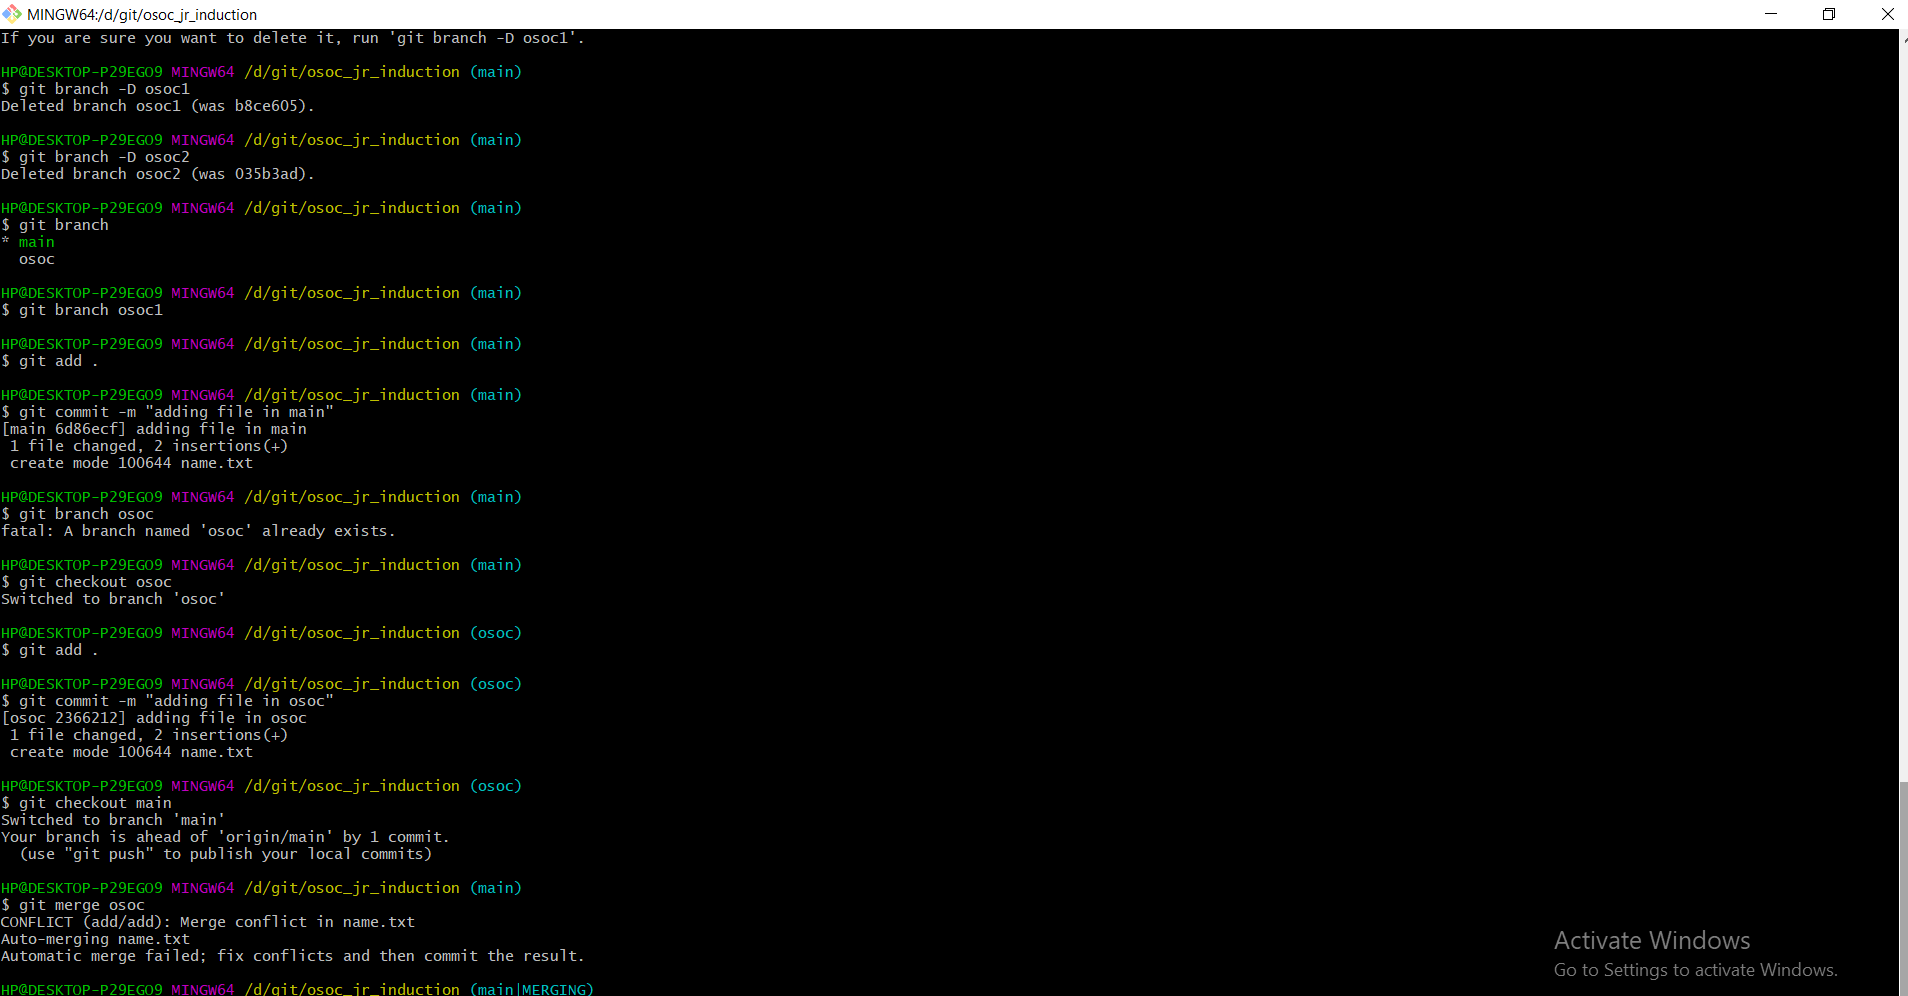 MINGW64:/d/git/osoc_jr_induction
If you are sure you want to delete it, run 'git branch -D osoc1'.
HP@DESKTOP-P29EGO9 MINGW64 /d/git/osoc_jr_induction (main)
$ git branch -D osoc1
Deleted branch osoc1 (was b8ce605).
HP@DESKTOP-P29EGO9 MINGW64 /d/git/osoc_jr_induction (main)
$ git branch -D osoc2
Deleted branch osoc2 (was 035b3ad).
HP@DESKTOP-P29EGO9 MINGW64 /d/git/osoc_jr_induction (main)
$ git branch
* main
  osoc
HP@DESKTOP-P29EGO9 MINGW64 /d/git/osoc_jr_induction (main)
$ git branch osoc1
HP@DESKTOP-P29EGO9 MINGW64 /d/git/osoc_jr_induction (main)
$ git add .
HP@DESKTOP-P29EGO9 MINGW64 /d/git/osoc_jr_induction (main)
$ git commit -m "adding file in main"
[main 6d86ecf] adding file in main
 1 file changed, 2 insertions(+)
 create mode 100644 name.txt
HP@DESKTOP-P29EGO9 MINGW64 /d/git/osoc_jr_induction (main)
$ git branch osoc
fatal: A branch named 'osoc' already exists.
HP@DESKTOP-P29EGO9 MINGW64 /d/git/osoc_jr_induction (main)
$ git checkout osoc
Switched to branch 'osoc'
HP@DESKTOP-P29EGO9 MINGW64 /d/git/osoc_jr_induction (osoc)
$ git add .
HP@DESKTOP-P29EGO9 MINGW64 /d/git/osoc_jr_induction (osoc)
$ git commit -m "adding file in osoc"
[osoc 2366212] adding file in osoc
 1 file changed, 2 insertions(+)
 create mode 100644 name.txt
HP@DESKTOP-P29EGO9 MINGW64 /d/git/osoc_jr_induction (osoc)
$ git checkout main
Switched to branch 'main'
Your branch is ahead of 'origin/main' by 1 commit.
  (use "git push" to publish your local commits)
HP@DESKTOP-P29EGO9 MINGW64 /d/git/osoc_jr_induction (main)
$ git merge osoc
CONFLICT (add/add): Merge conflict in name.txt
Auto-merging name.txt
Automatic merge failed; fix conflicts and then commit the result.
HP@DESKTOP-P29EGO9 MINGW64 /d/git/osoc_jr_induction (main|MERGING)
Activate Windows
Go to Settings to activate Windows.